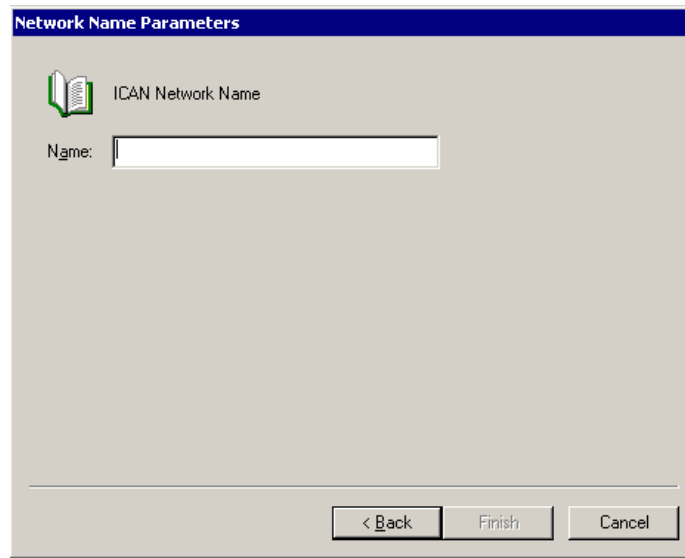 Network Name Parameters
ICAN Network Name
Name:
< Back Finish Cancel